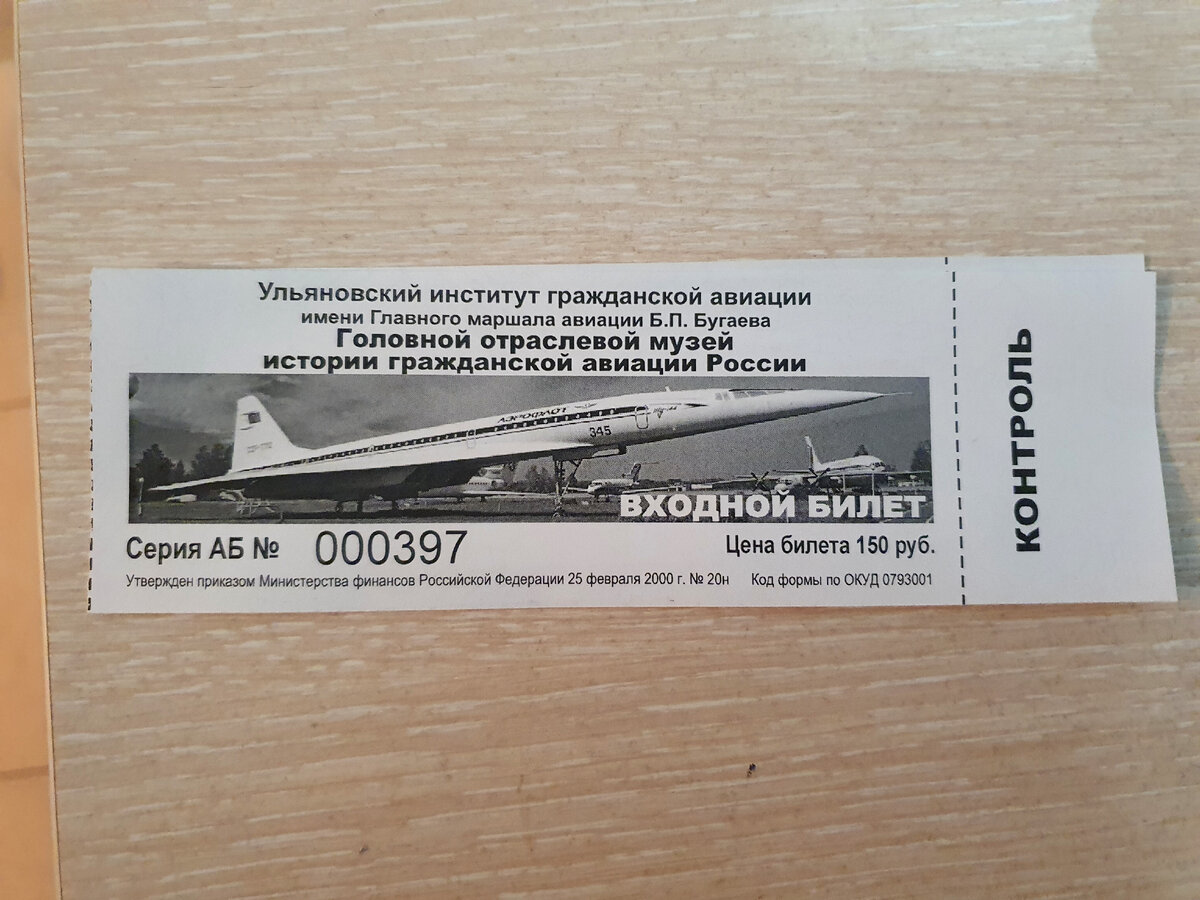 Ульяновский институт гражданской авиации
имени Главного маршала авиации Б.П. Бугаева
Головной отраслевой музей
истории гражданской авиации России
345
ВХОДНОЙ БИЛЕТ
Серия АБ № 000397 Цена билета 150 руб.
Утвержден приказом Министерства финансов Российской Федерации 25 февраля 2000 г. № 20н Код формы по ОКУД 0793001
КОНТРОЛЬ